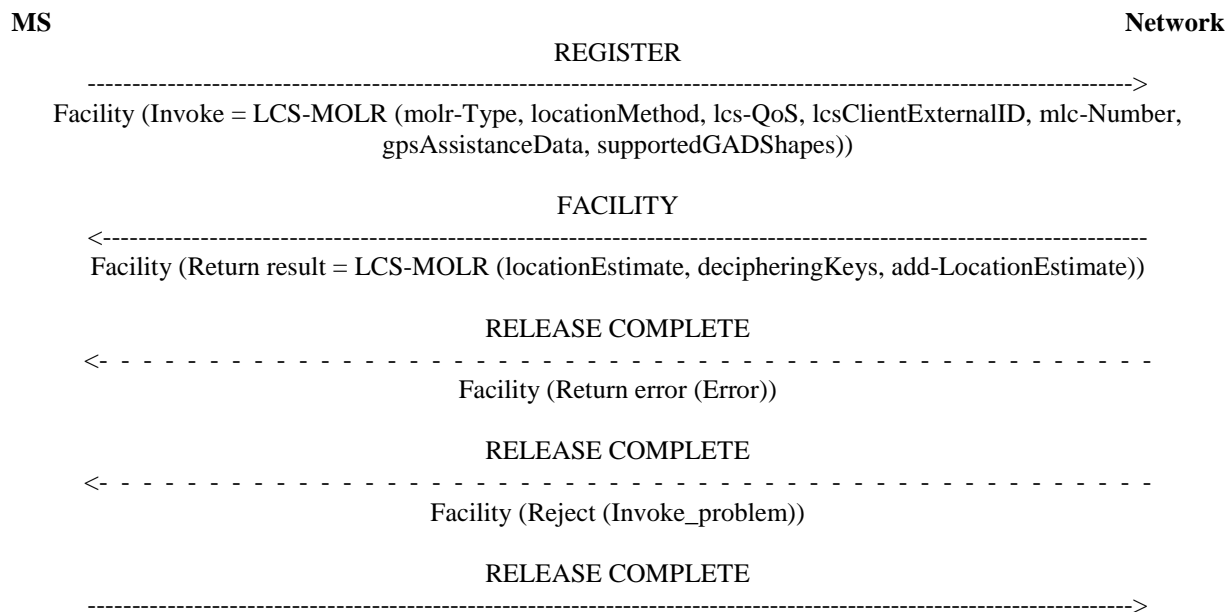 MS Network
REGISTER
------------------------------------------------------------------------------------------------------------------------>
Facility (Invoke = LCS-MOLR (molr-Type, locationMethod, lcs-QoS, lcsClientExternalID, mlc-Number,
gpsAssistanceData, supportedGADShapes))
FACILITY
<------------------------------------------------------------------------------------------------------------------------
Facility (Return result = LCS-MOLR (locationEstimate, decipheringKeys, add-LocationEstimate))
RELEASE COMPLETE
<- - - - - - - - - - - - - - - - - - - - - - - - - - - - - - - - - - - - - - - - - - - - -
Facility (Return error (Error))
RELEASE COMPLETE
<- - - - - - - - - - - - - - - - - - - - - - - - - - - - - - - - - - - - - - - - - - - - -
Facility (Reject (Invoke_problem))
RELEASE COMPLETE
------------------------------------------------------------------------------------------------------------------------>